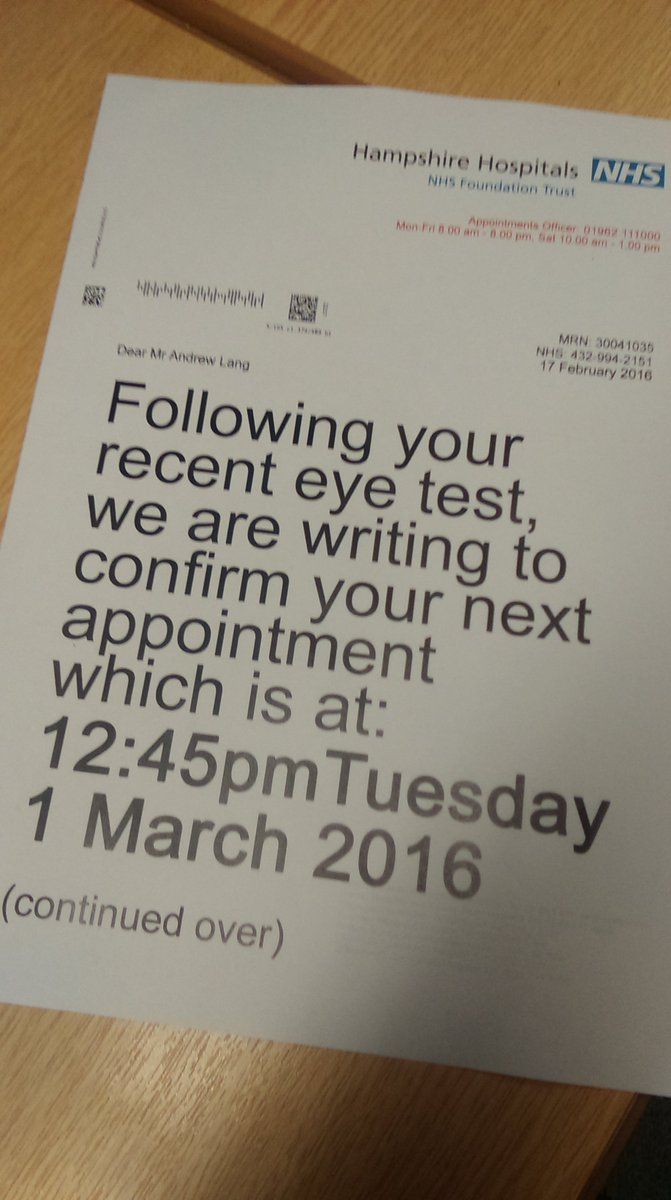 Hampshire Hospitals NHS
NHS Foundation Trust
Appointments Officer: 01962 111000
Mon-Fri 8.00 am - 8.00 pm, Sat 10.00 am - 1.00 pm
MRN: 30041035
NHS: 432-994-2151
17 February 2016
Dear Mr Andrew Lang
Following your
recent eye test,
we are writing to
confirm your next
appointment
which is at:
12:45pmTuesday
1 March 2016
(continued over)